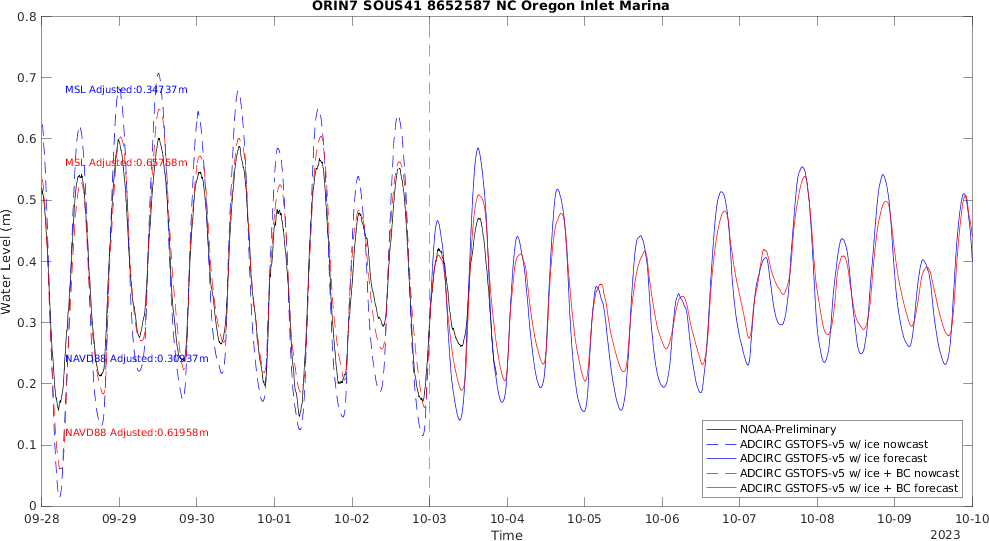 ORIN7 SOUS41 8652587 NC Oregon Inlet Marina
0.8
0.7
0.6
0.5
0.4
0.3
0.2
0.1
0
Water Level (m)
MSL Adjusted:0.34737m
MSL Adjusted:0.65758m
NAVD88 Adjusted:0.30937m
NAVD88 Adjusted:0.61958m
NOAA-Preliminary
ADCIRC GSTOFS-v5 w/ ice nowcast
ADCIRC GSTOFS-v5 w/ ice forecast
ADCIRC GSTOFS-v5 w/ ice + BC nowcast
ADCIRC GSTOFS-v5 w/ ice + BC forecast
09-28 09-29 09-30 10-01 10-02 10-03 10-04 10-05 10-06 10-07 10-08 10-09 10-10
Time
2023